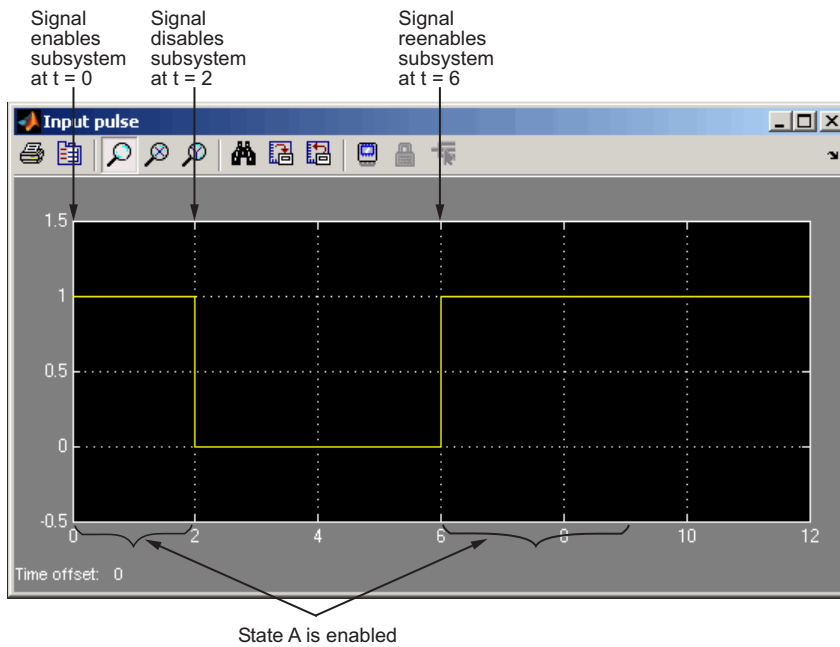 Signal
enables
subsystem
at t = 0
Signal
disables
subsystem
at t = 2
Signal
reenables
subsystem
at t = 6
Input pulse
1.5
1
0.5
0
-0.5
0 2 4 6 8 10 12
Time offset: 0
State A is enabled